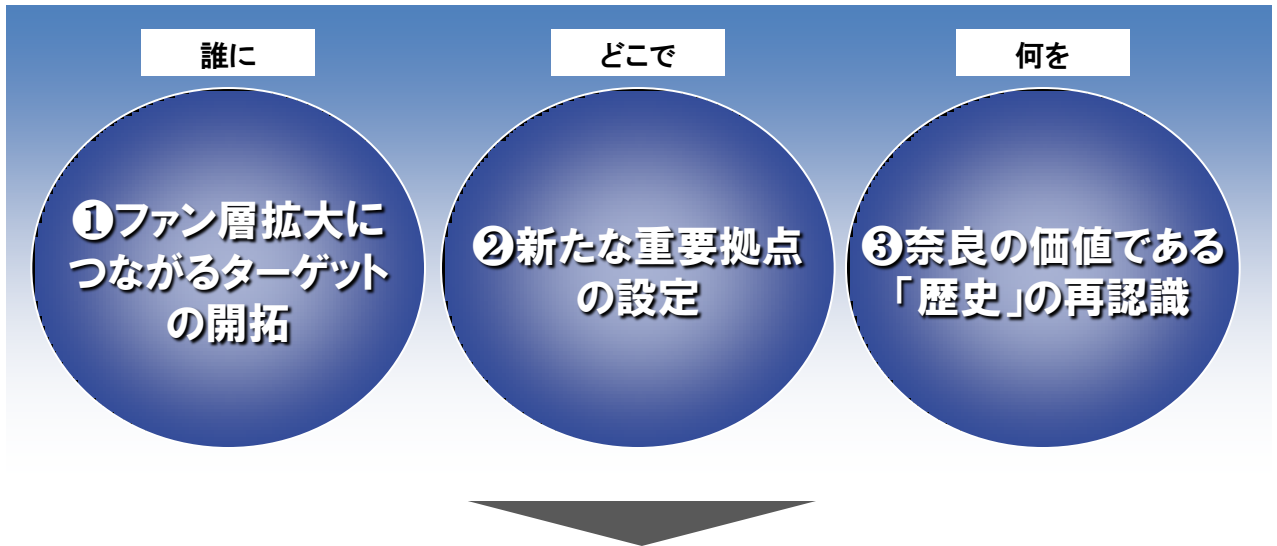 誰に
❶ファン層拡大に
つながるターゲット
の開拓
どこで
❷新たな重要拠点
の設定
何を
❸奈良の価値である
「歴史」の再認識